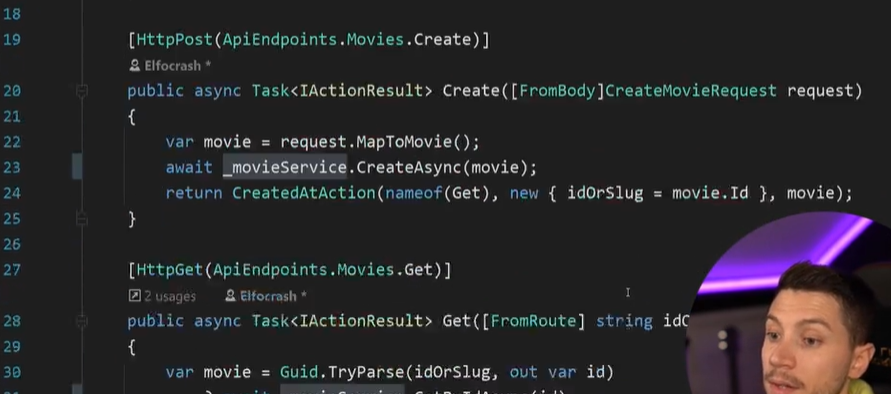 18
19 [HttpPost(ApiEndpoints.Movies.Create)]
Elfocrash *
20 public async Task<IActionResult> Create([FromBody]CreateMovieRequest request)
21 {
22 var movie = request.MapToMovie();
23 await _movieService.CreateAsync(movie);
24 return CreatedAtAction(nameof(Get), new { idOrSlug = movie.Id }, movie);
25 }
26
27 [HttpGet(ApiEndpoints.Movies.Get)]
2 usages Elfocrash *
28 public async Task<IActionResult> Get([FromRoute] string
29 {
30 var movie = Guid.TryParse(idOrSlug, out var id)